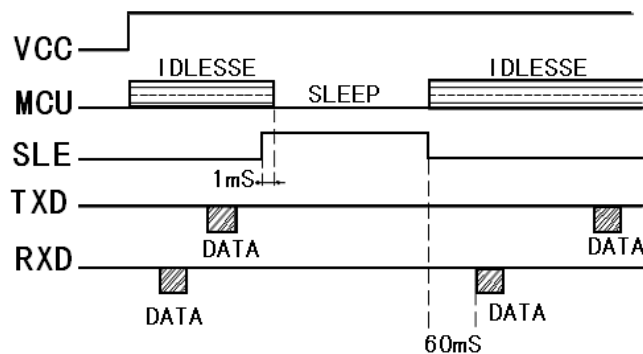 VCC
IDLESSE IDLESSE
MCU SLEEP
SLE
1mS
TXD
DATA DATA
RXD
DATA DATA
60mS